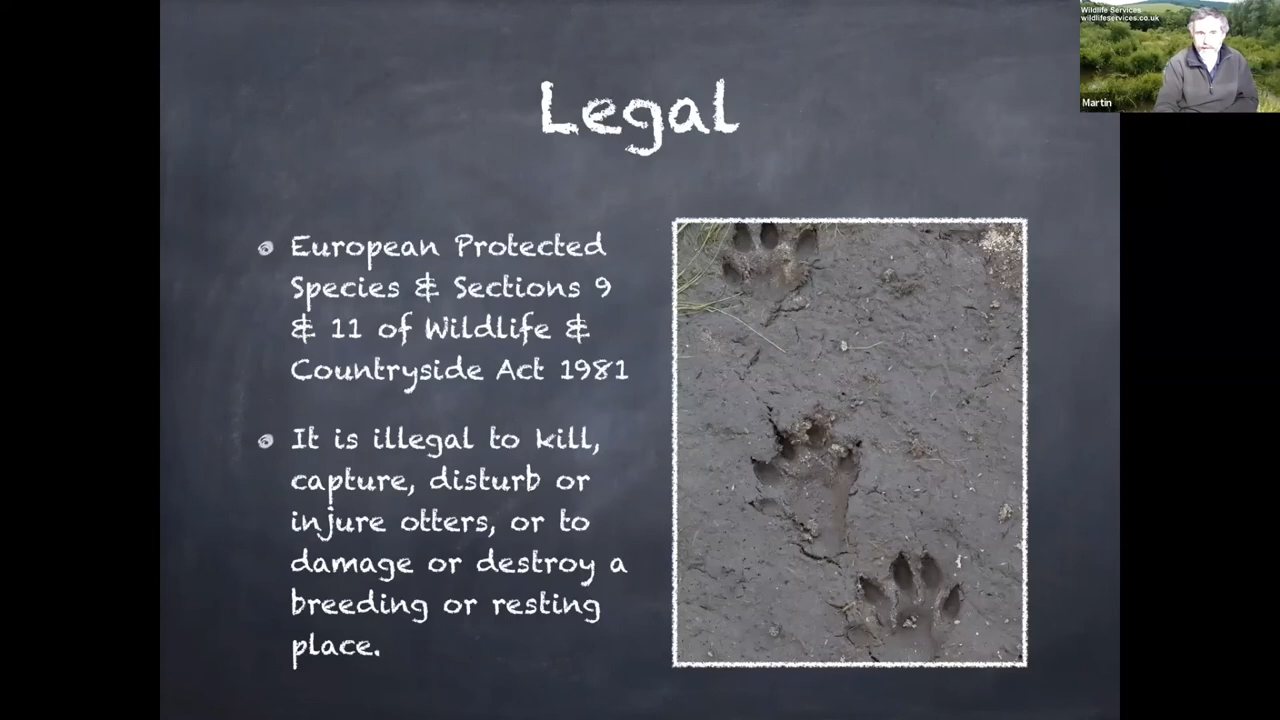 Wildlife Services
wildlifeservices.co.uk
Martin
Legal
European Protected
Species & Sections 9
& 11 of Wildlife &
Countryside Act 1981
It is illegal to kill,
capture, disturb or
injure otters, or to
damage or destroy a
breeding or resting
place.